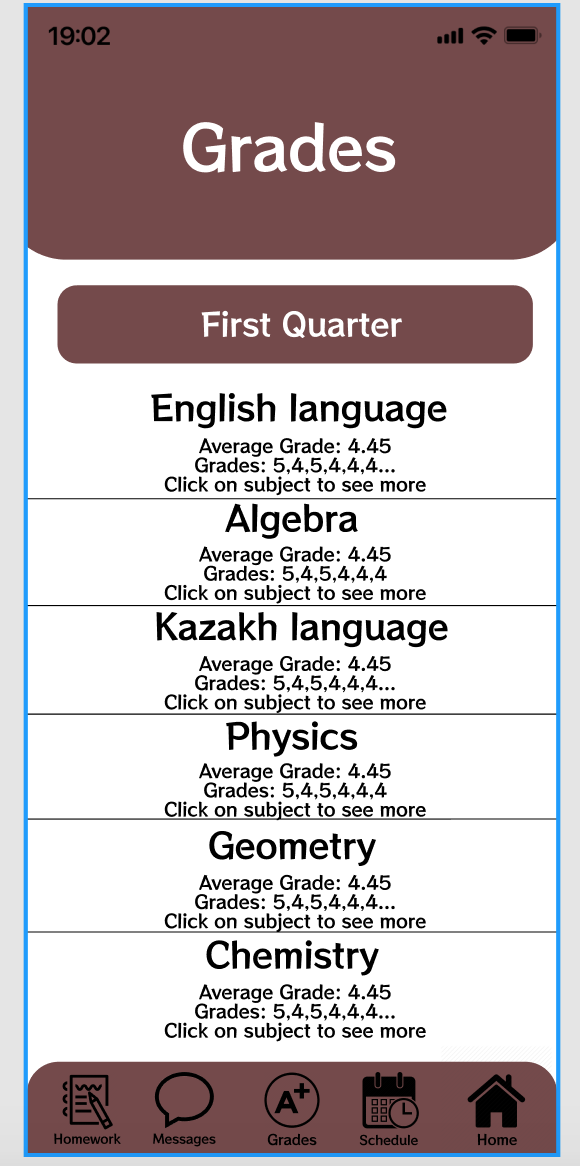 19:02
Grades
First Quarter
English language
Average Grade: 4.45
Grades: 5,4,5,4,4,4...
Click on subject to see more
Algebra
Average Grade: 4.45
Grades: 5,4,5,4,4,4
Click on subject to see more
Kazakh language
Average Grade: 4.45
Grades: 5,4,5,4,4,4...
Click on subject to see more
Physics
Average Grade: 4.45
Grades: 5,4,5,4,4,4
Click on subject to see more
Geometry
Average Grade: 4.45
Grades: 5,4,5,4,4,4...
Click on subject to see more
Chemistry
Average Grade: 4.45
Grades: 5,4,5,4,4,4...
Click on subject to see more
A+
Homework Messages Grades Schedule Home